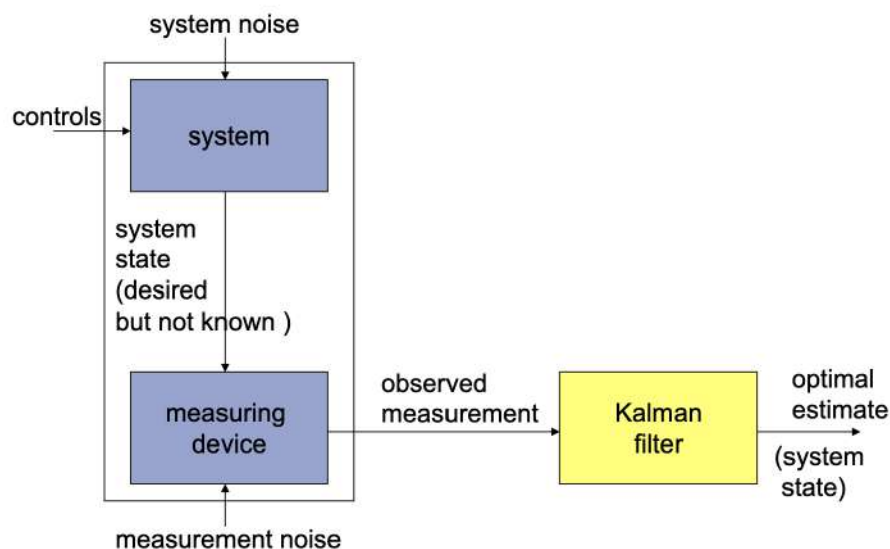 system noise
controls
system
system
state
(desired
but not known )
measuring
device
observed
measurement
Kalman
filter
optimal
estimate
(system
state)
measurement noise